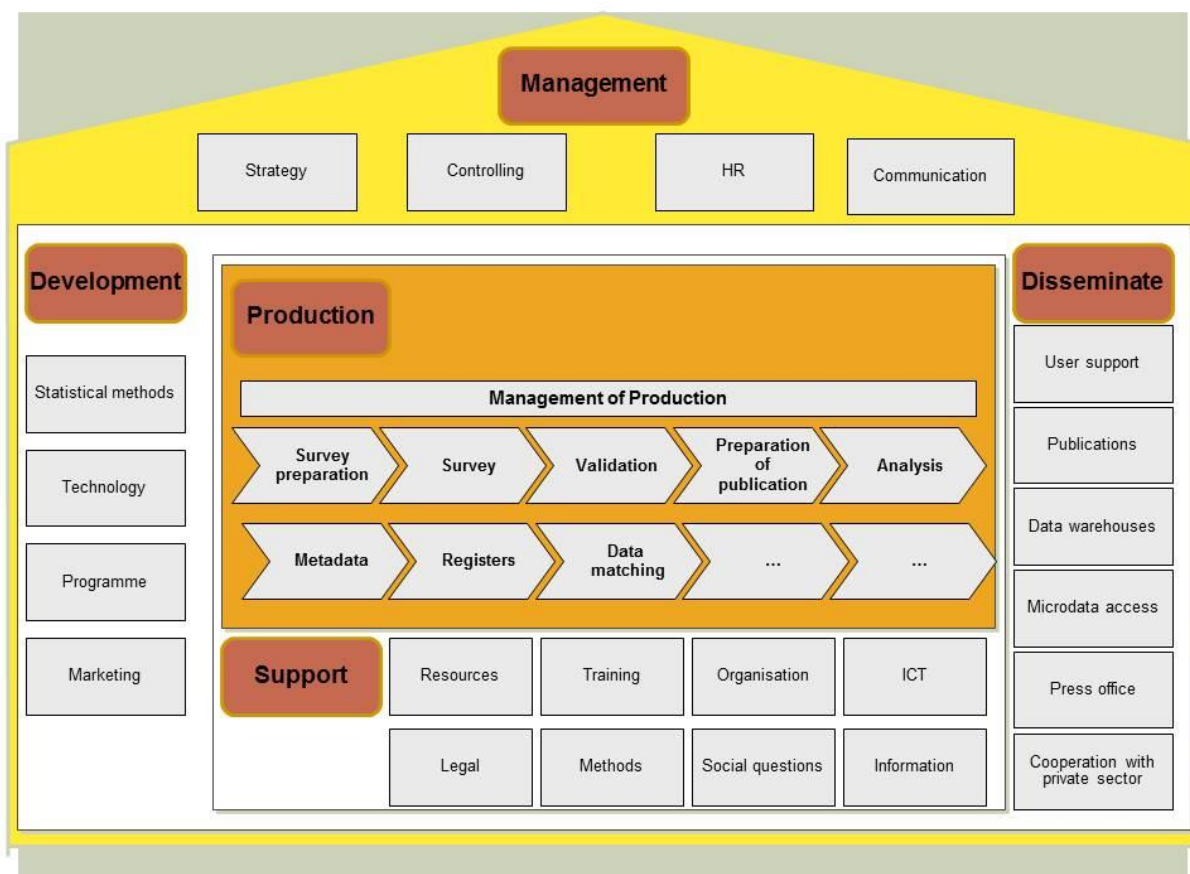 Management
Strategy
Controlling
HR
Communication
Development
Statistical methods
Technology
Programme
Marketing
Production
Management of Production
Survey
preparation
Survey
Validation
Preparation
of
publication
Analysis
Metadata
Registers
Data
matching
...
...
Support
Resources
Training
Organisation
ICT
Legal
Methods
Social questions
Information
Disseminate
User support
Publications
Data warehouses
Microdata access
Press office
Cooperation with
private sector